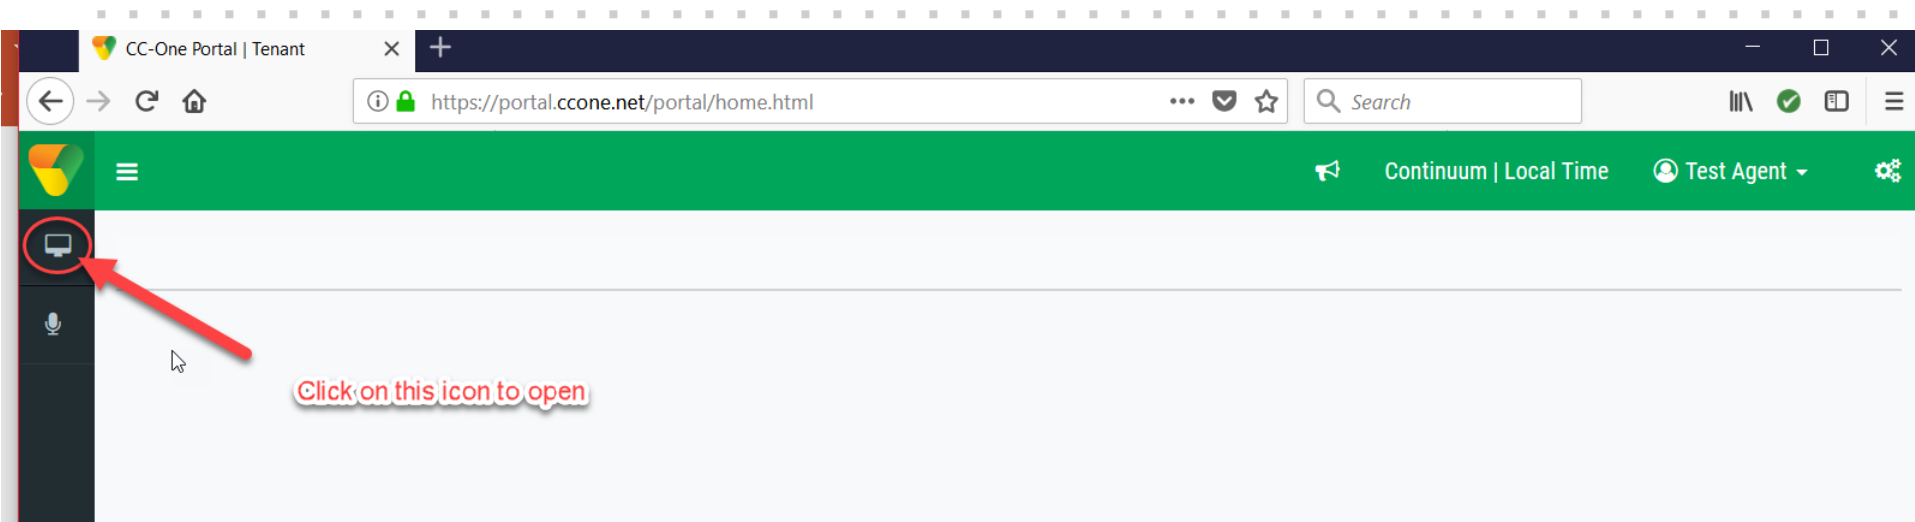 CC-One Portal | Tenant
https://portal.ccone.net/portal/home.html
Search
Continuum | Local Time
Test Agent
Click on this icon to open